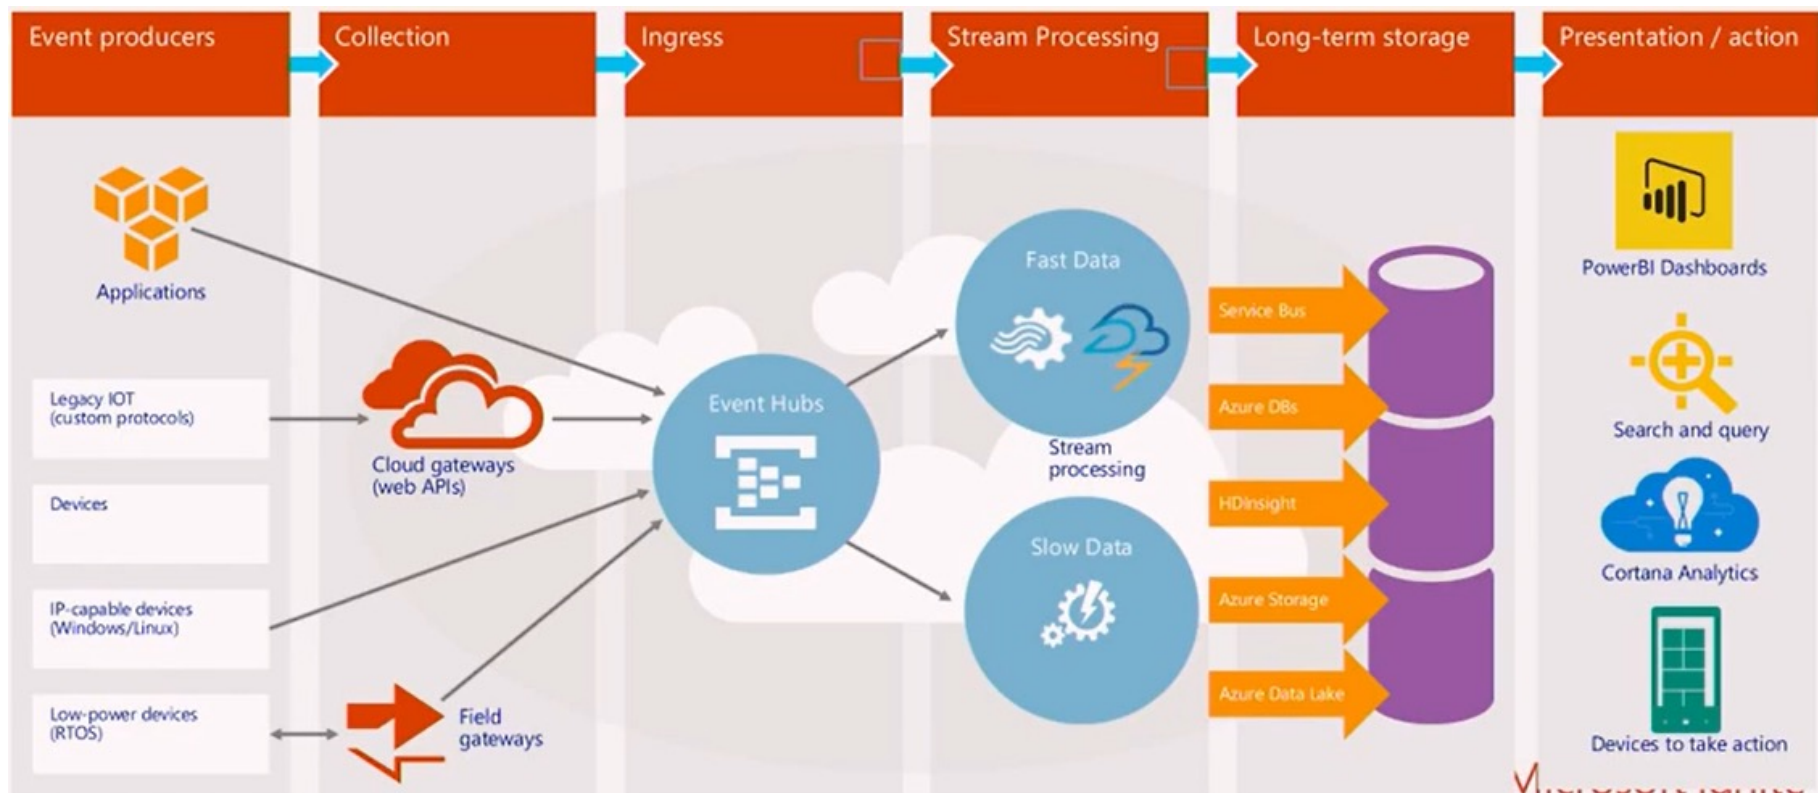 Event producers
Collection
Ingress
Stream Processing
Long-term storage
Presentation / action
Applications
Legacy IOT
(custom protocols)
Devices
IP-capable devices
(Windows/Linux)
Low-power devices
(RTOS)
Cloud gateways
(web APIs)
Field
gateways
Event Hubs
Fast Data
Stream
processing
Slow Data
Service Bus
Azure DBs
HDInsight
Azure Storage
Azure Data Lake
PowerBI Dashboards
Search and query
Cortana Analytics
Devices to take action
Microsoft Ignite